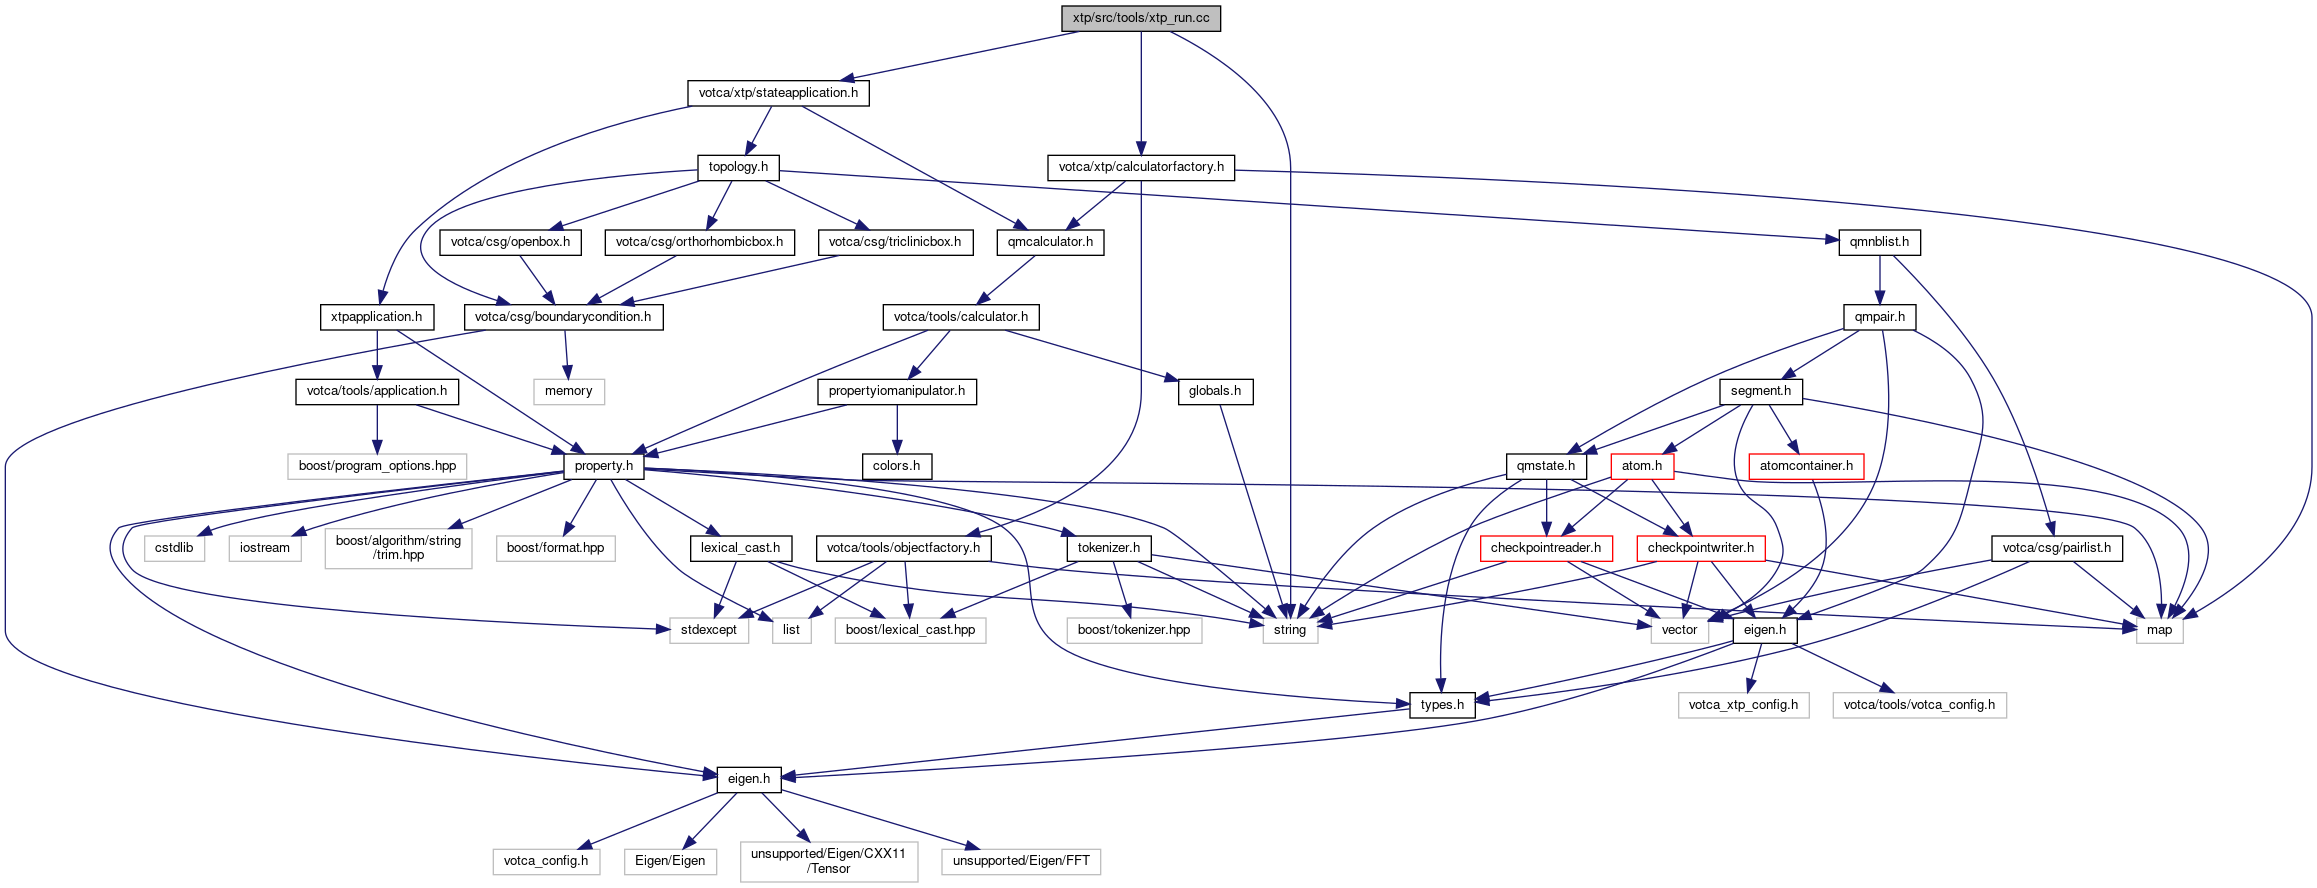 xtp/src/tools/xtp_run.cc
votca/xtp/stateapplication.h
topology.h
votca/xtp/calculatorfactory.h
votca/csg/openbox.h
votca/csg/orthorhombicbox.h
votca/csg/triclinicbox.h
qmcalculator.h
qmnblist.h
xtpapplication.h
votca/csg/boundarycondition.h
votca/tools/calculator.h
qmpair.h
votca/tools/application.h
memory
propertyiomanipulator.h
globals.h
segment.h
boost/program_options.hpp
property.h
colors.h
qmstate.h
atom.h
atomcontainer.h
cstdlib
iostream
boost/algorithm/string
/trim.hpp
boost/format.hpp
lexical_cast.h
votca/tools/objectfactory.h
tokenizer.h
checkpointreader.h
checkpointwriter.h
votca/csg/pairlist.h
stdexcept
list
boost/lexical_cast.hpp
boost/tokenizer.hpp
string
vector
eigen.h
map
types.h
votca_xtp_config.h
votca/tools/votca_config.h
eigen.h
votca_config.h
Eigen/Eigen
unsupported/Eigen/CXX11
/Tensor
unsupported/Eigen/FFT